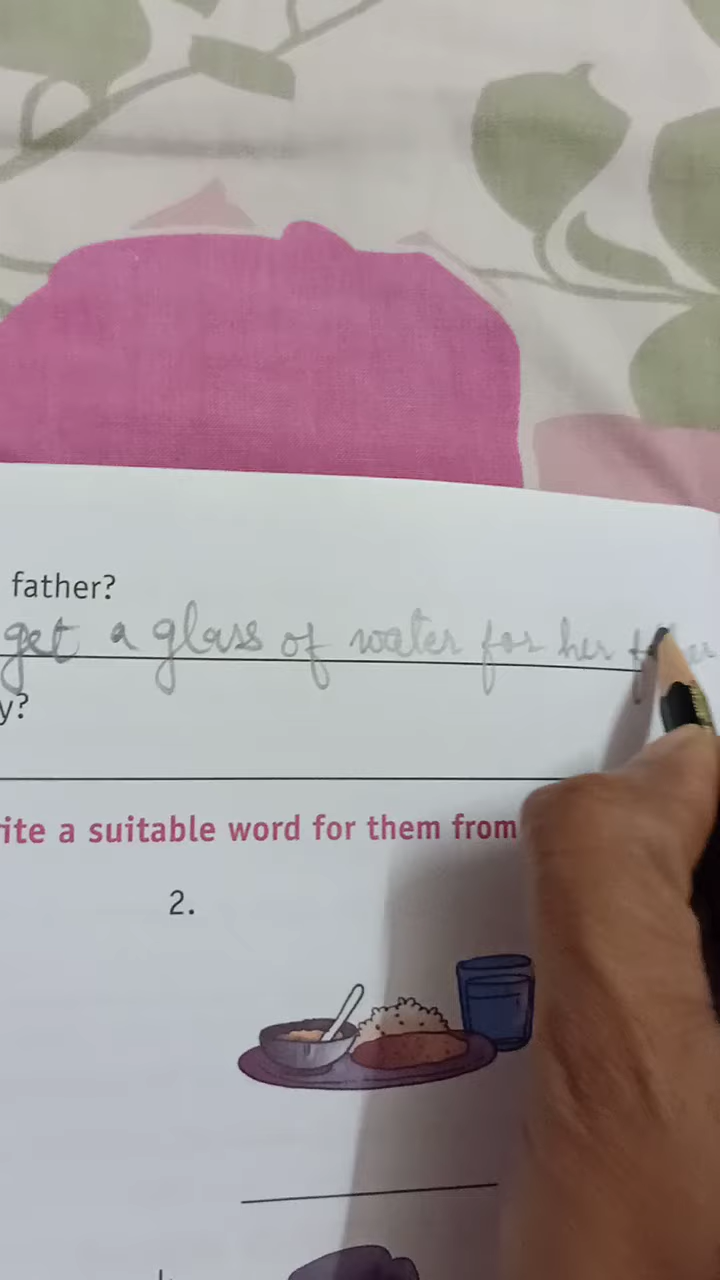 father?
get a glass of water for her
y?
ite a suitable word for them from
2.